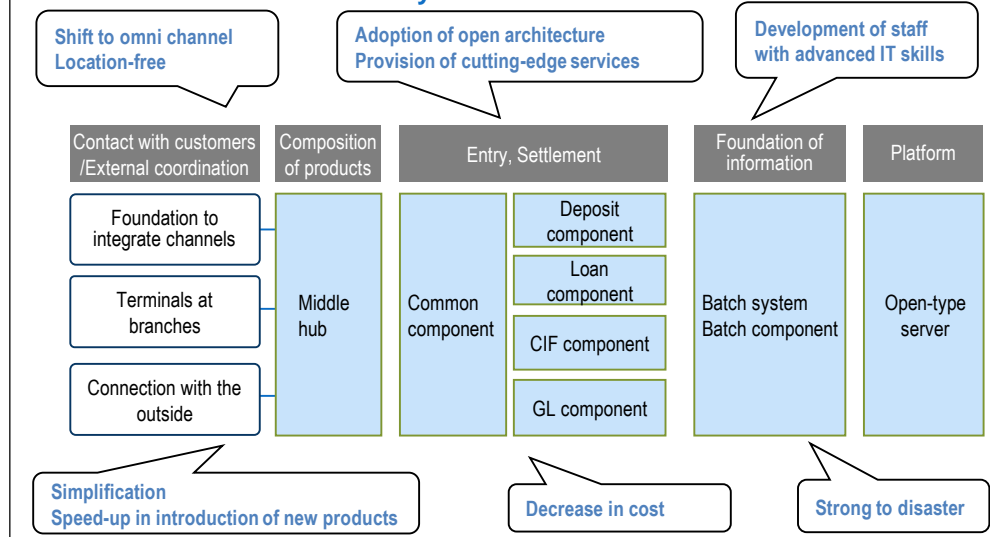 Shift to omni channel
Location-free
Adoption of open architecture
Provision of cutting-edge services
Development of staff
with advanced IT skills
Contact with customers
/External coordination
Composition
of products
Entry, Settlement
Foundation of
information
Platform
Foundation to
integrate channels
Terminals at
branches
Connection with the
outside
Middle
hub
Common
component
Deposit
component
Loan
component
CIF component
GL component
Batch system
Batch component
Open-type
server
Simplification
Speed-up in introduction of new products
Decrease in cost
Strong to disaster